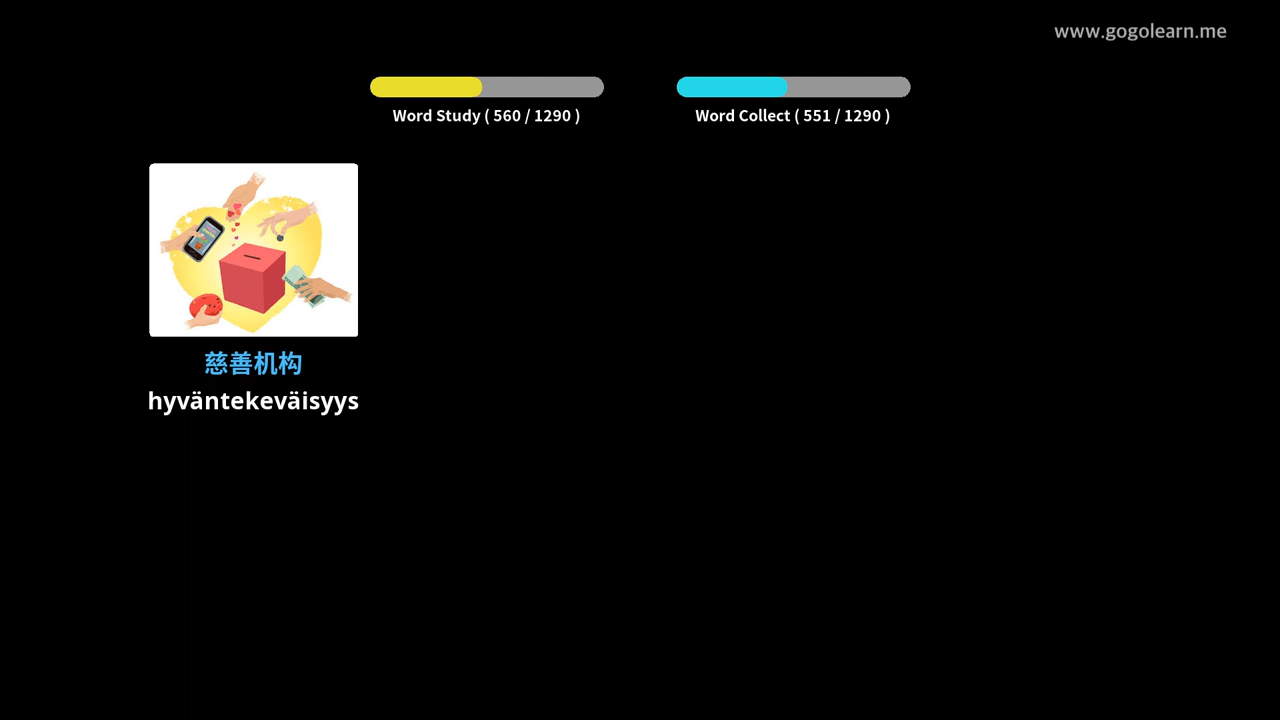 www.gogolearn.me
Word Study ( 560 / 1290 )
Word Collect ( 551 / 1290 )
慈善机构
hyväntekeväisyys